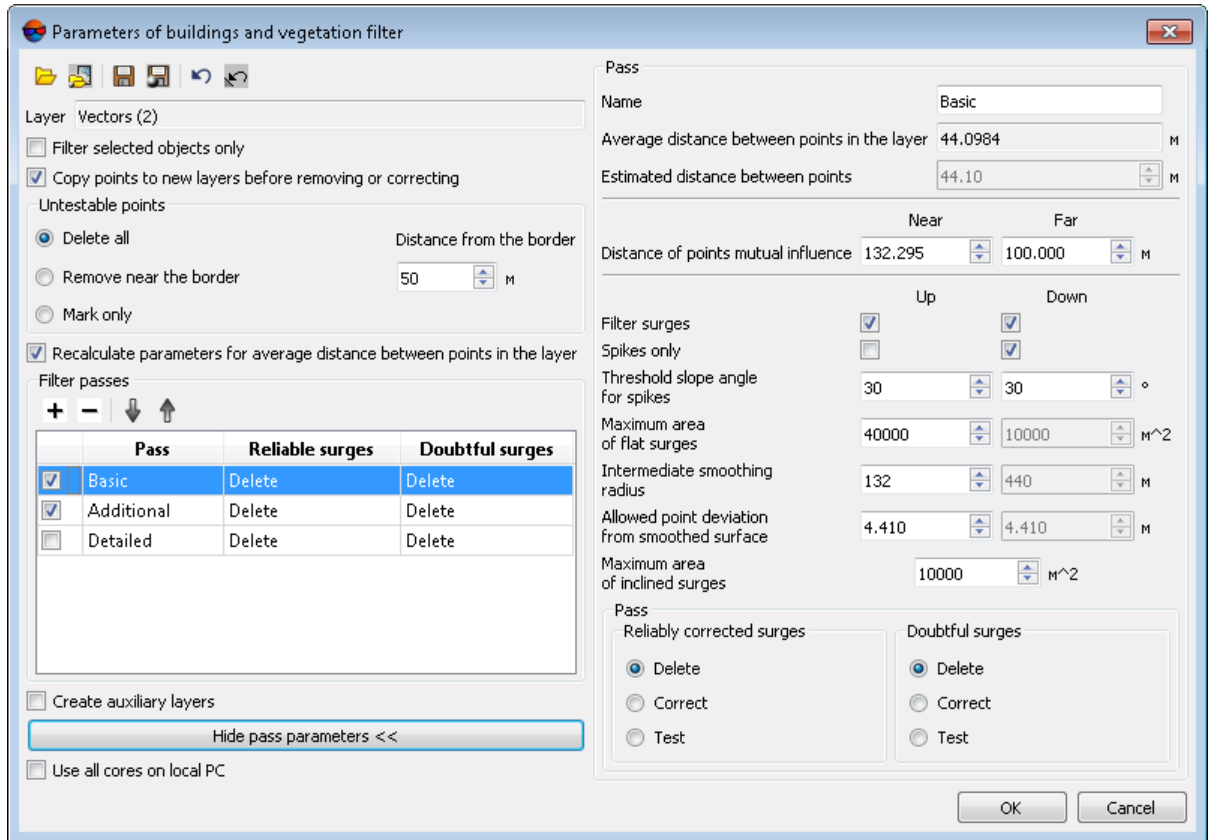 Parameters of buildings and vegetation filter
Layer Vectors (2)
Filter selected objects only
Copy points to new layers before removing or correcting
Untestable points
Delete all Distance from the border
Remove near the border 50 м
Mark only
Recalculate parameters for average distance between points in the layer
Filter passes
Pass Reliable surges Doubtful surges
Basic Delete Delete
Additional Delete Delete
Detailed Delete Delete
Create auxiliary layers
Hide pass parameters <<
Use all cores on local PC
Pass
Name Basic
Average distance between points in the layer 44.0984 м
Estimated distance between points 44.10 м
Near Far
Distance of points mutual influence 132.295 100.000 м
Up Down
Filter surges
Spikes only
Threshold slope angle
for spikes 30 30 °
Maximum area
of flat surges 40000 10000 м^2
Intermediate smoothing
radius 132 440 м
Allowed point deviation
from smoothed surface 4.410 4.410 м
Maximum area
of inclined surges 10000 м^2
Pass
Reliably corrected surges Doubtful surges
Delete Delete
Correct Correct
Test Test
OK Cancel